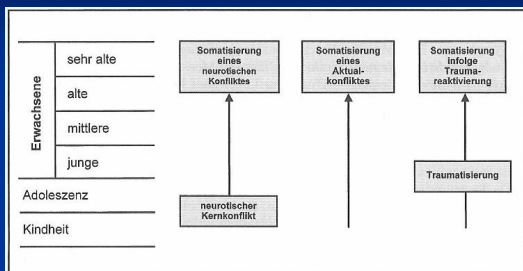 Erwachsene
sehr alte
alte
mittlere
junge
Adoleszenz
Kindheit
Somatisierung
eines
neurotischen
Konfliktes
neurotischer
Kernkonflikt
Somatisierung
eines
Aktual-
konfliktes
Somatisierung
infolge
Trauma-
reaktivierung
Traumatisierung